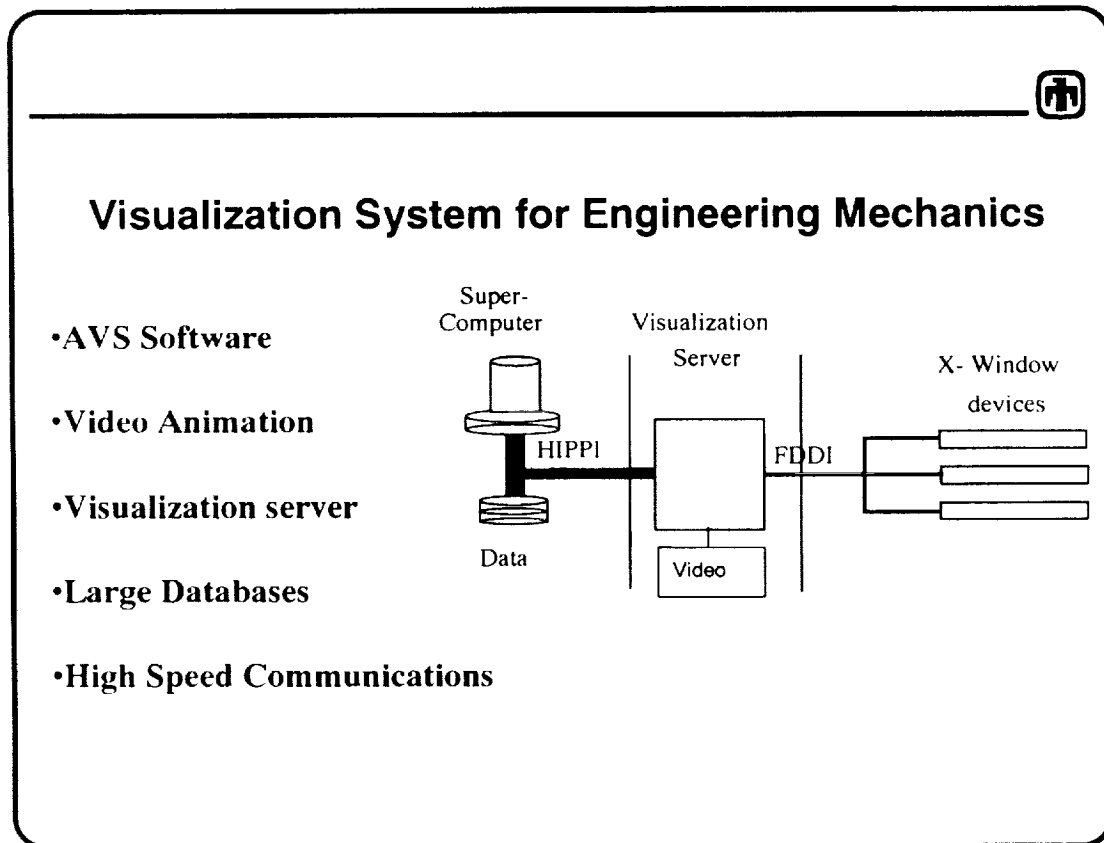 Visualization System for Engineering Mechanics
•AVS Software
•Video Animation
•Visualization server
•Large Databases
•High Speed Communications
Super-
Computer
HIPPI
Data
Visualization
Server
Video
FDDI
X- Window
devices